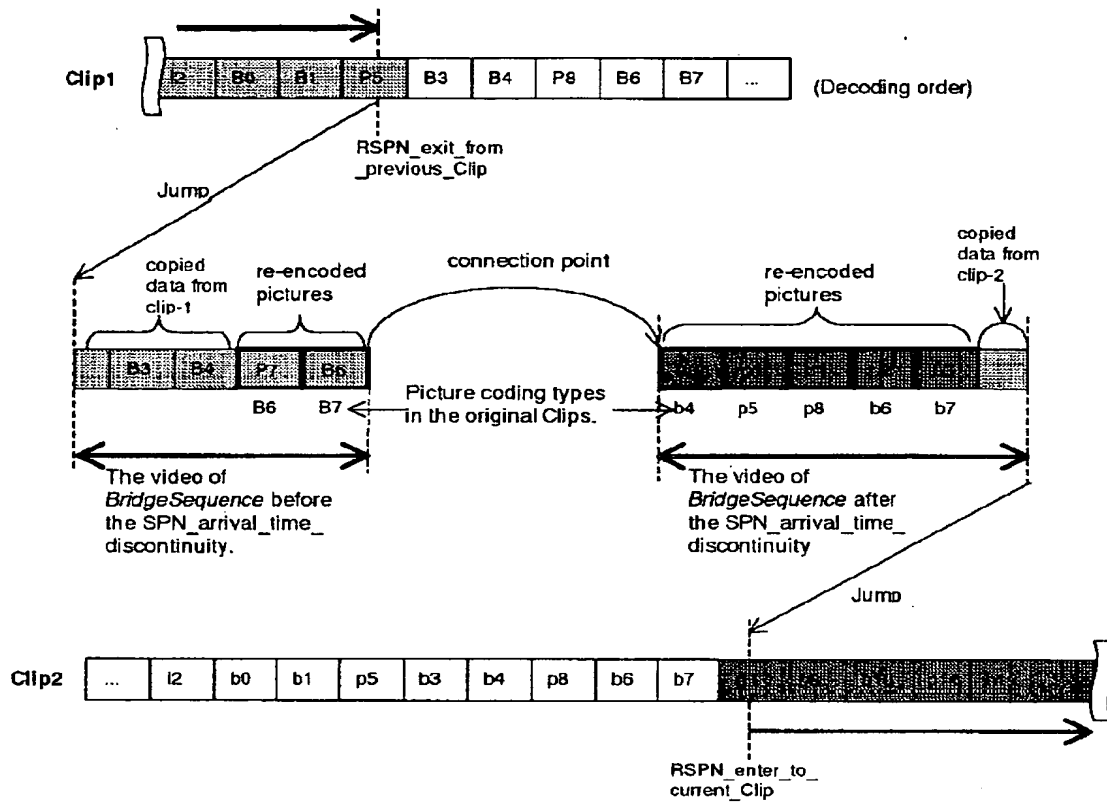 Clip1
I2 B0 B1 P5 B3 B4 P8 B6 B7 ...
(Decoding order)
RSPN_exit_from
_previous_Clip
Jump
copied
data from
clip-1
re-encoded
pictures
connection point
re-encoded
pictures
copied
data from
clip-2
B3 B4 P7 B6
B6 B7
Picture coding types
in the original Clips.
b4 p5 p8 b6 b7
The video of
BridgeSequence before
the SPN_arrival_time_
discontinuity.
The video of
BridgeSequence after
the SPN_arrival_time_
discontinuity
Jump
Clip2
... i2 b0 b1 p5 b3 b4 p8 b6 b7
RSPN_enter_to_
current_Clip